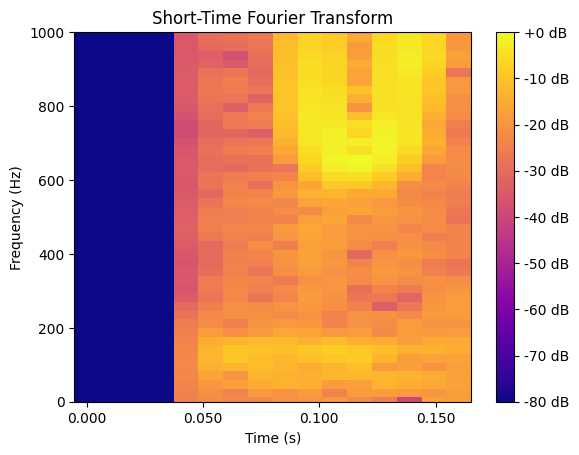 Short-Time Fourier Transform
Frequency (Hz)
1000
800
600
400
200
0
0.000
0.050
0.100
0.150
Time (s)
+0 dB
-10 dB
-20 dB
-30 dB
-40 dB
-50 dB
-60 dB
-70 dB
-80 dB